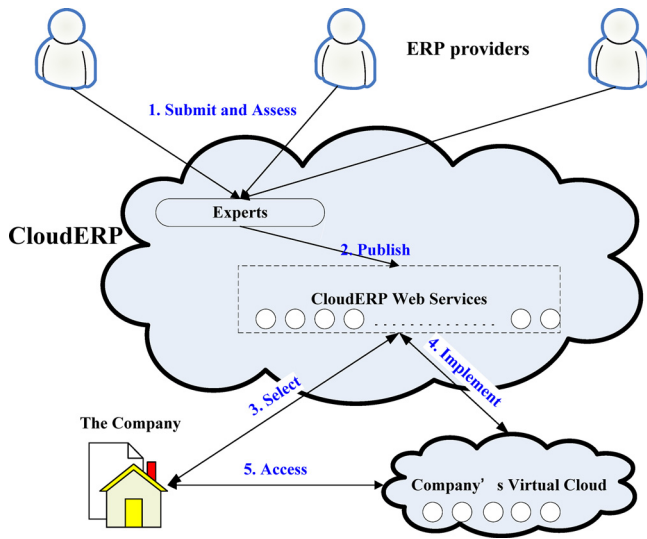 ERP providers
1. Submit and Assess
Experts
CloudERP
2. Publish
CloudERP Web Services
4. Implement
3. Select
The Company
5. Access
Company’ s Virtual Cloud